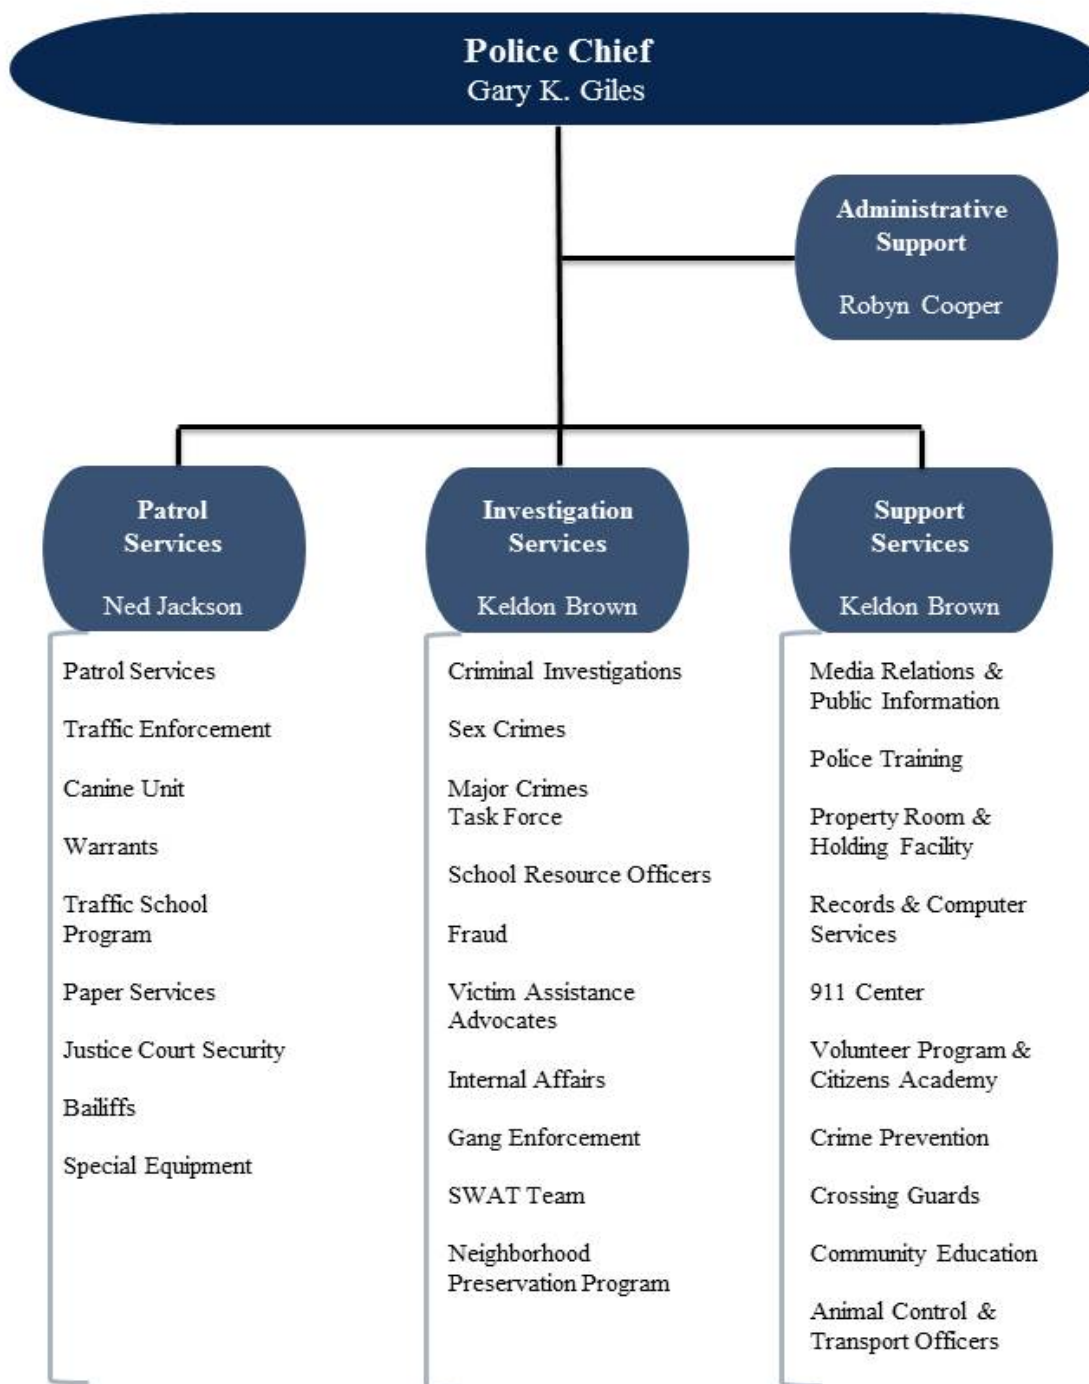 Police Chief
Gary K. Giles
Administrative
Support
Robyn Cooper
Patrol
Services
Ned Jackson
Investigation
Services
Keldon Brown
Support
Services
Keldon Brown
Patrol Services
Traffic Enforcement
Canine Unit
Warrants
Traffic School
Program
Paper Services
Justice Court Security
Bailiffs
Special Equipment
Criminal Investigations
Sex Crimes
Major Crimes
Task Force
School Resource Officers
Fraud
Victim Assistance
Advocates
Internal Affairs
Gang Enforcement
SWAT Team
Neighborhood
Preservation Program
Media Relations &
Public Information
Police Training
Property Room &
Holding Facility
Records & Computer
Services
911 Center
Volunteer Program &
Citizens Academy
Crime Prevention
Crossing Guards
Community Education
Animal Control &
Transport Officers